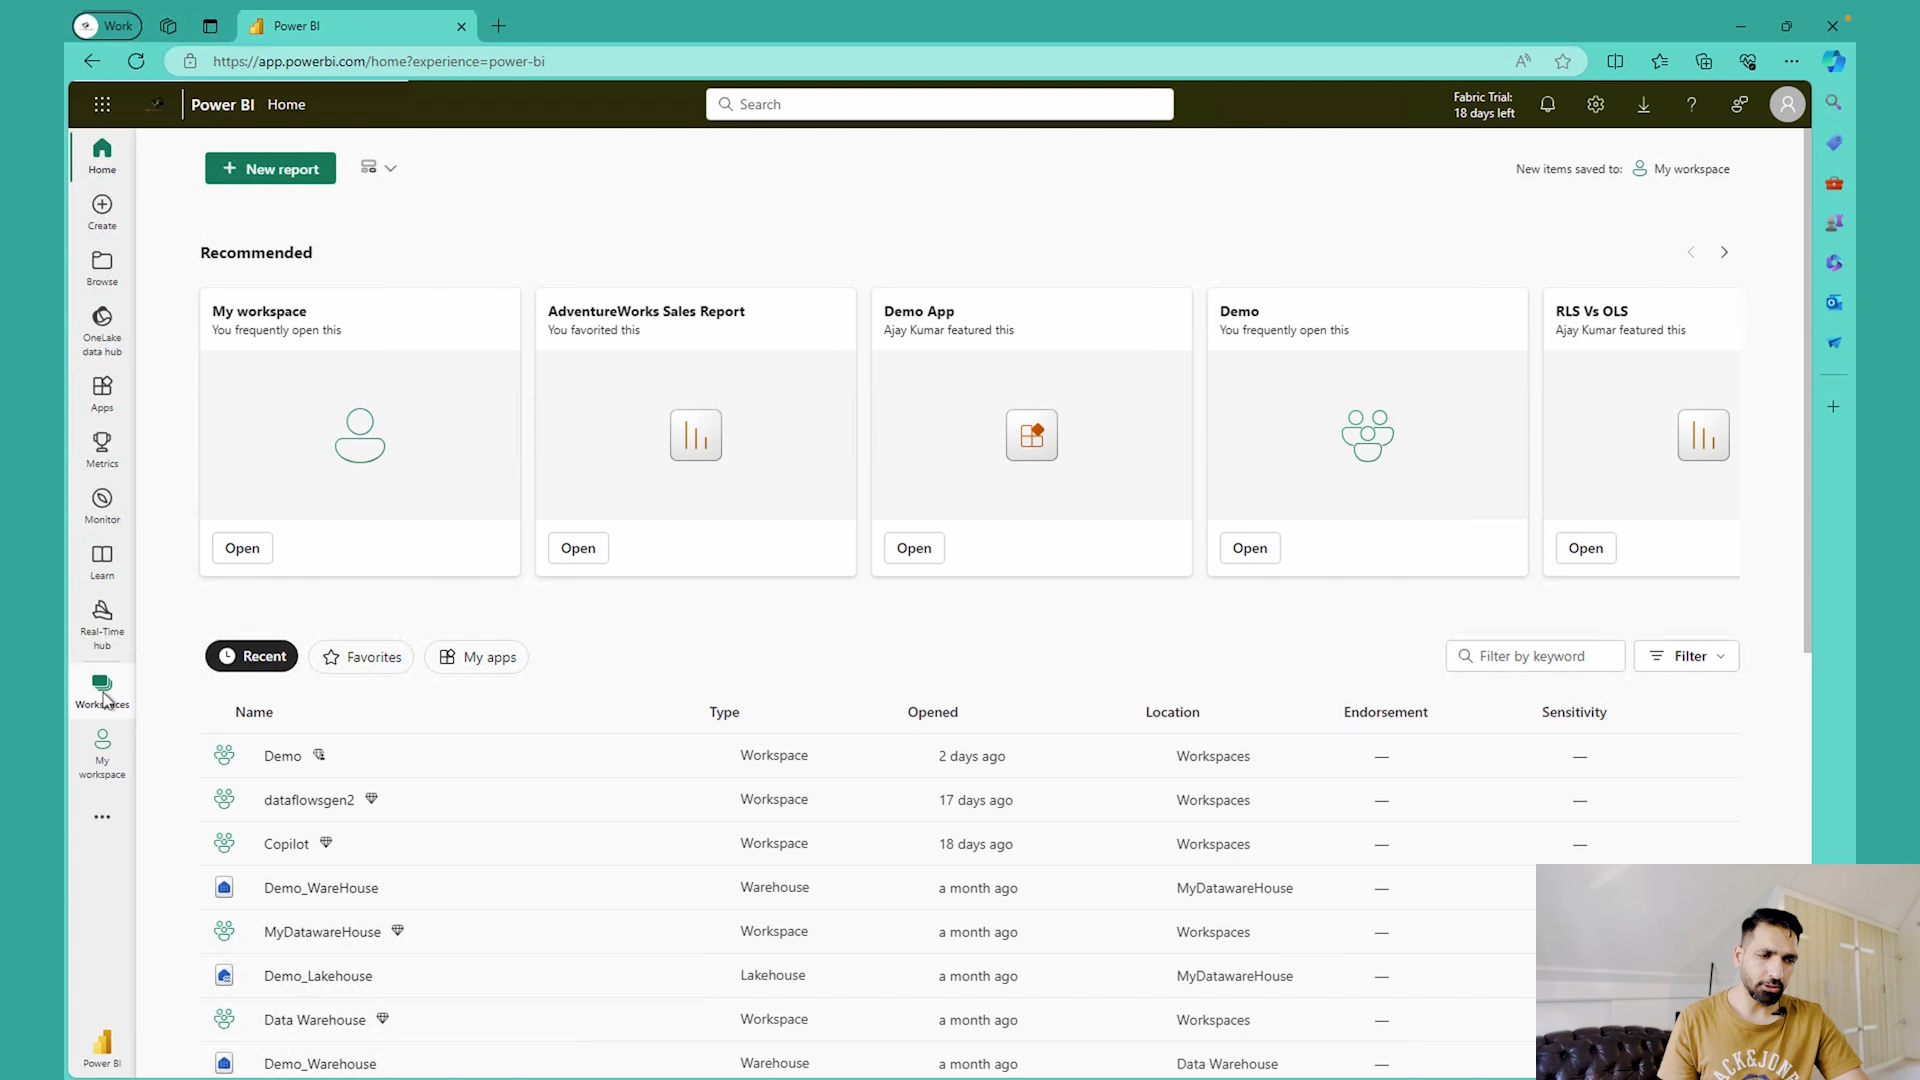 Work
Power BI
https://app.powerbi.com/home?experience=power-bi
Power BI Home
Search
Fabric Trial:
18 days left
Home
Create
Browse
OneLake
data hub
Apps
Metrics
Monitor
Learn
Real-Time
hub
Workspaces
My
workspace
Power BI
New report
New items saved to: My workspace
Recommended
My workspace
You frequently open this
Open
AdventureWorks Sales Report
You favorited this
Open
Demo App
Ajay Kumar featured this
Open
Demo
You frequently open this
Open
RLS Vs OLS
Ajay Kumar featured this
Open
Recent Favorites My apps
Filter by keyword Filter
Name Type Opened Location Endorsement Sensitivity
Demo Workspace 2 days ago Workspaces — —
dataflowsgen2 Workspace 17 days ago Workspaces — —
Copilot Workspace 18 days ago Workspaces — —
Demo_WareHouse Warehouse a month ago MyDatawareHouse —
MyDatawareHouse Workspace a month ago Workspaces —
Demo_Lakehouse Lakehouse a month ago MyDatawareHouse —
Data Warehouse Workspace a month ago Workspaces —
Demo_Warehouse Warehouse a month ago Data Warehouse —
JACK&JONES